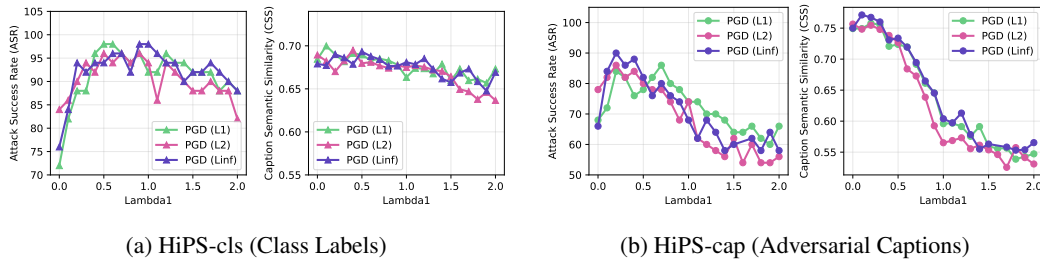 Attack Success Rate (ASR)
105
100
95
90
85
80
75
70
0.0
0.5
1.0
1.5
2.0
Lambda1
PGD (L1)
PGD (L2)
PGD (Linf)
Caption Semantic Similarity (CSS)
0.70
0.65
0.60
0.55
0.0
0.5
1.0
1.5
2.0
Lambda1
PGD (L1)
PGD (L2)
PGD (Linf)
(a) HiPS-cls (Class Labels)
Attack Success Rate (ASR)
100
90
80
70
60
50
0.0
0.5
1.0
1.5
2.0
Lambda1
PGD (L1)
PGD (L2)
PGD (Linf)
Caption Semantic Similarity (CSS)
0.75
0.70
0.65
0.60
0.55
0.0
0.5
1.0
1.5
2.0
Lambda1
PGD (L1)
PGD (L2)
PGD (Linf)
(b) HiPS-cap (Adversarial Captions)